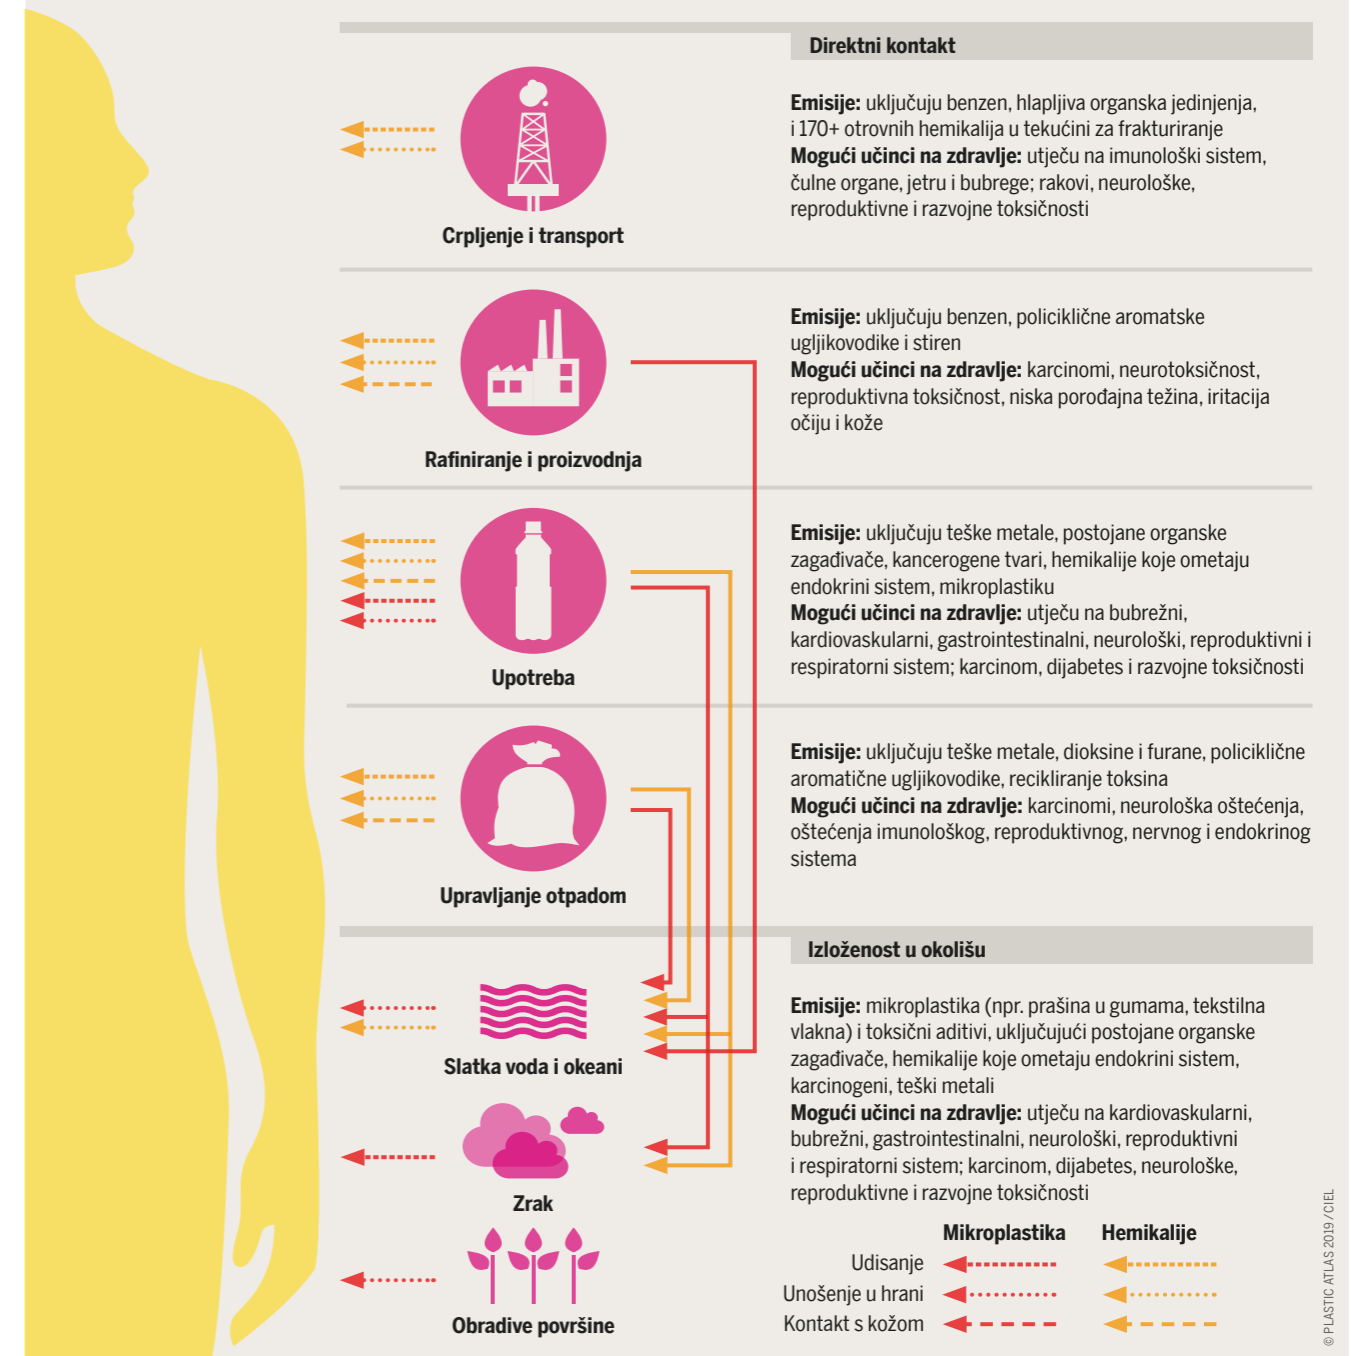 Direktni kontakt
Emisije: uključuju benzen, hlapljiva organska jedinjenja,
i 170+ otrovnih hemikalija u tekućini za frakturiranje
Mogući učinci na zdravlje: utječu na imunološki sistem,
čulne organe, jetru i bubrege; rakovi, neurološke,
reproduktivne i razvojne toksičnosti
Crpljenje i transport
Emisije: uključuju benzen, policiklične aromatske
ugljikovodike i stiren
Mogući učinci na zdravlje: karcinomi, neurotoksičnost,
reproduktivna toksičnost, niska porođajna težina, iritacija
očiju i kože
Rafiniranje i proizvodnja
Emisije: uključuju teške metale, postojane organske
zagađivače, kancerogene tvari, hemikalije koje ometaju
endokrini sistem, mikroplastiku
Mogući učinci na zdravlje: utječu na bubrežni,
kardiovaskularni, gastrointestinalni, neurološki, reproduktivni i
respiratorni sistem; karcinom, dijabetes i razvojne toksičnosti
Upotreba
Emisije: uključuju teške metale, dioksine i furane, policiklične
aromatične ugljikovodike, recikliranje toksina
Mogući učinci na zdravlje: karcinomi, neurološka oštećenja,
oštećenja imunološkog, reproduktivnog, nervnog i endokrinog
sistema
Upravljanje otpadom
Izloženost u okolišu
Emisije: mikroplastika (npr. prašina u gumama, tekstilna
vlakna) i toksični aditivi, uključujući postojane organske
zagađivače, hemikalije koje ometaju endokrini sistem,
karcinogeni, teški metali
Mogući učinci na zdravlje: utječu na kardiovaskularni,
bubrežni, gastrointestinalni, neurološki, reproduktivni
i respiratorni sistem; karcinom, dijabetes, neurološke,
reproduktivne i razvojne toksičnosti
Slatka voda i okeani
Zrak
Obradive površine
Mikroplastika Hemikalije
Udisanje
Unošenje u hrani
Kontakt s kožom
© PLASTIC ATLAS 2019 / CIEL